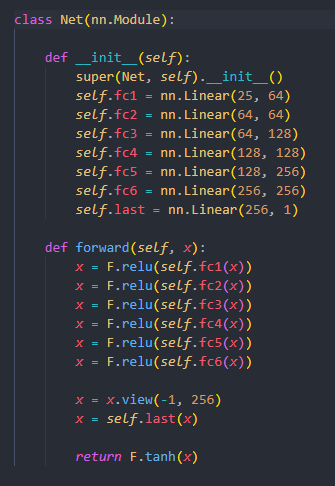 class Net(nn.Module):
def __init__(self):
super(Net, self).__init__()
self.fc1 = nn.Linear(25, 64)
self.fc2 = nn.Linear(64, 64)
self.fc3 = nn.Linear(64, 128)
self.fc4 = nn.Linear(128, 128)
self.fc5 = nn.Linear(128, 256)
self.fc6 = nn.Linear(256, 256)
self.last = nn.Linear(256, 1)
def forward(self, x):
x = F.relu(self.fc1(x))
x = F.relu(self.fc2(x))
x = F.relu(self.fc3(x))
x = F.relu(self.fc4(x))
x = F.relu(self.fc5(x))
x = F.relu(self.fc6(x))
x = x.view(-1, 256)
x = self.last(x)
return F.tanh(x)